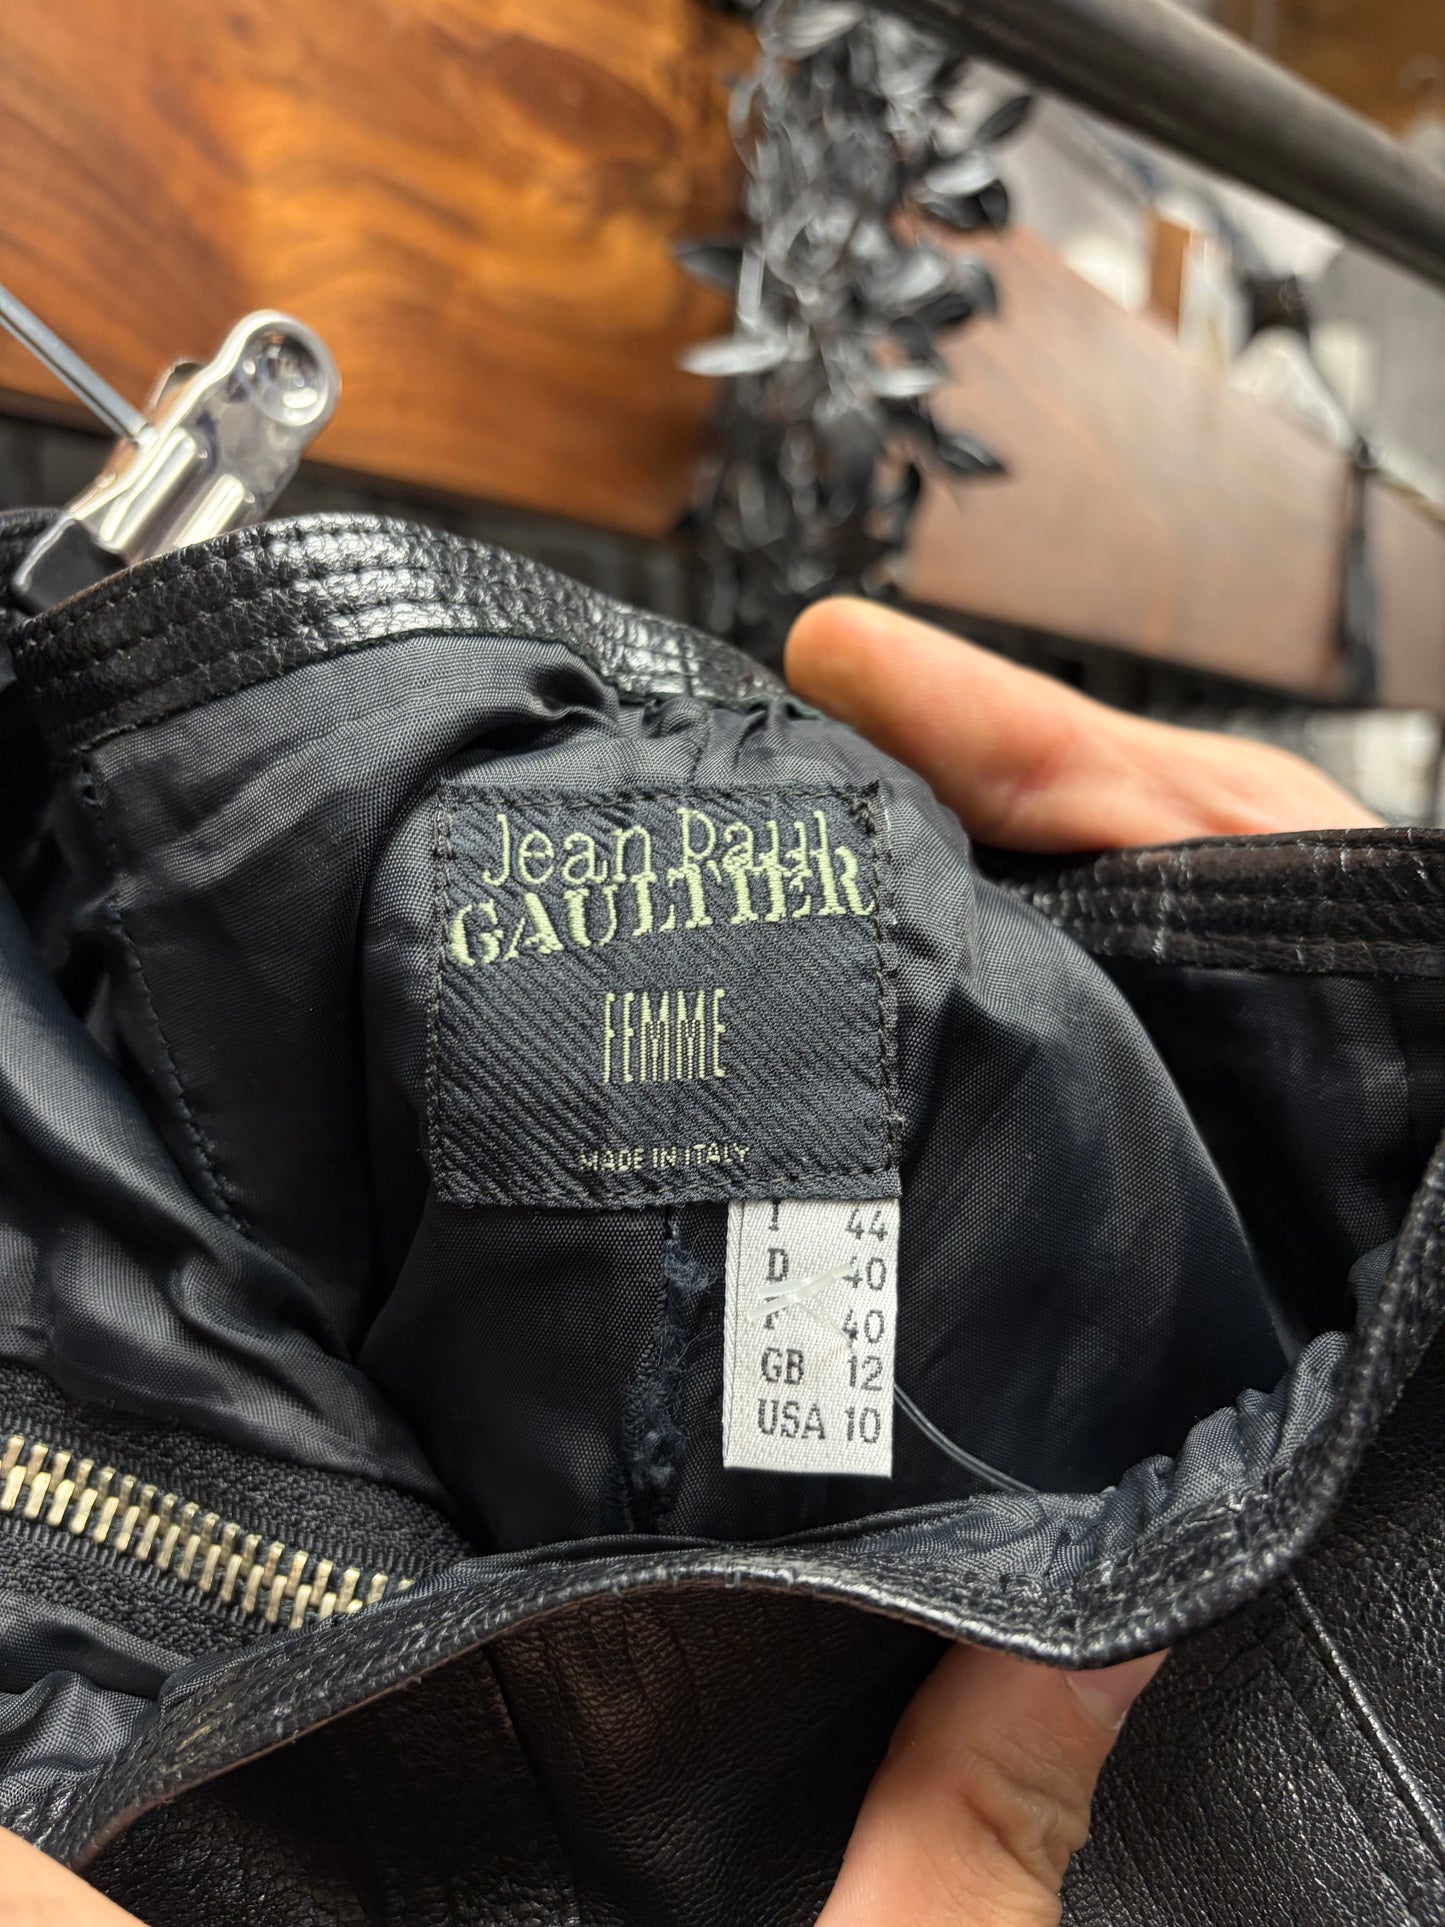 Jean Paul
GAULTIER
FEMME
MADE IN ITALY
I 44
D 40
F 40
GB 12
USA 10